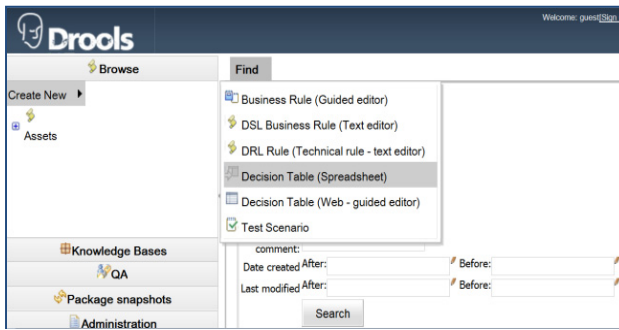 Welcome: guest[Sign
Drools
Browse
Find
Create New
Assets
Business Rule (Guided editor)
DSL Business Rule (Text editor)
DRL Rule (Technical rule - text editor)
Decision Table (Spreadsheet)
Decision Table (Web - guided editor)
Test Scenario
comment:
Date created After: Before:
Last modified After: Before:
Search
Knowledge Bases
QA
Package snapshots
Administration